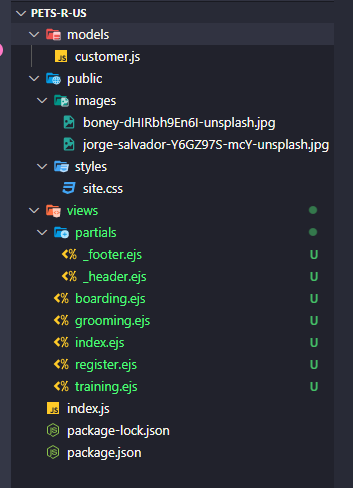 PETS-R-US
models
JS customer.js
public
images
boney-dHIRbh9En6I-unsplash.jpg
jorge-salvador-Y6GZ97S-mcY-unsplash.jpg
styles
site.css
views
partials
<%> _footer.ejs U
<%> _header.ejs U
<%> boarding.ejs U
<%> grooming.ejs U
<%> index.ejs U
<%> register.ejs U
<%> training.ejs U
JS index.js
package-lock.json
package.json